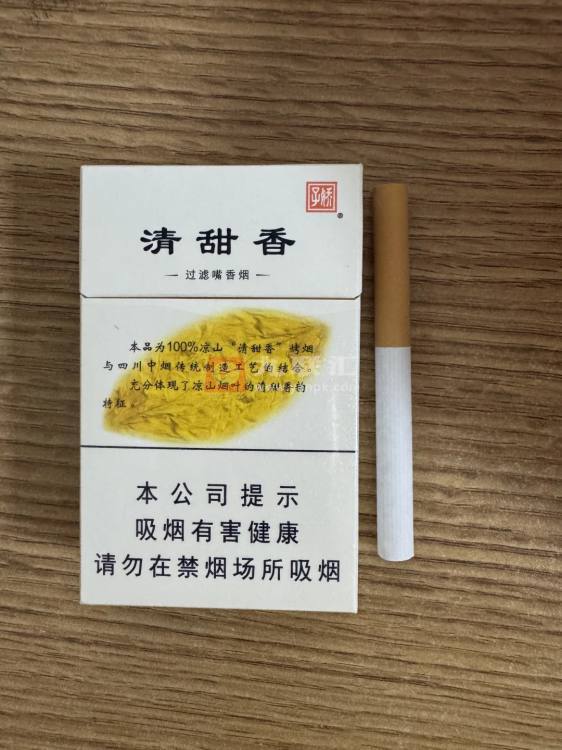 娇子
®
清甜香
— 过滤嘴香烟 —
本品为100%凉山“清甜香”烤烟
与四川中烟传统制造工艺的结合。
充分体现了凉山烟叶的清甜香韵
特征。
本公司提示
吸烟有害健康
请勿在禁烟场所吸烟